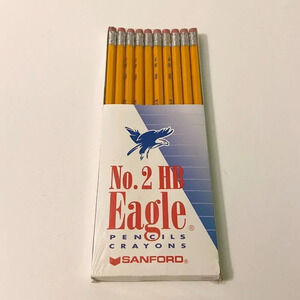 No. 2 HB
Eagle®
PENCILS
CRAYONS
SANFORD®